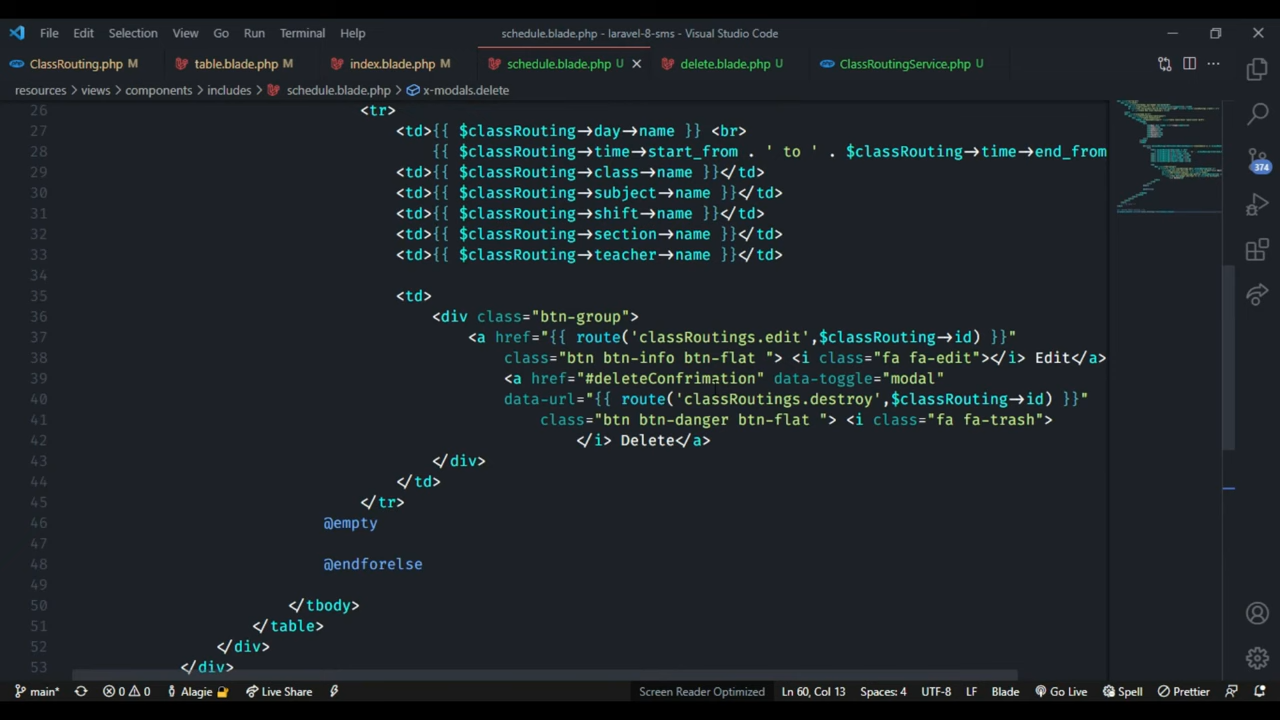 File Edit Selection View Go Run Terminal Help schedule.blade.php - laravel-8-sms - Visual Studio Code
ClassRouting.php M table.blade.php M index.blade.php M schedule.blade.php U delete.blade.php U ClassRoutingService.php U
resources > views > components > includes > schedule.blade.php > x-modals.delete
26 <tr>
27 <td>{{ $classRouting->day->name }} <br>
28 {{ $classRouting->time->start_from . ' to ' . $classRouting->time->end_from
29 <td>{{ $classRouting->class->name }}</td>
30 <td>{{ $classRouting->subject->name }}</td>
31 <td>{{ $classRouting->shift->name }}</td>
32 <td>{{ $classRouting->section->name }}</td>
33 <td>{{ $classRouting->teacher->name }}</td>
34
35 <td>
36 <div class="btn-group">
37 <a href="{{ route('classRoutings.edit',$classRouting->id) }}"
38 class="btn btn-info btn-flat "> <i class="fa fa-edit"></i> Edit</a>
39 <a href="#deleteConfrimation" data-toggle="modal"
40 data-url="{{ route('classRoutings.destroy',$classRouting->id) }}"
41 class="btn btn-danger btn-flat "> <i class="fa fa-trash">
42 </i> Delete</a>
43 </div>
44 </td>
45 </tr>
46 @empty
47
48 @endforelse
49
50 </tbody>
51 </table>
52 </div>
53 </div>
374
main* 0 0 Alagie Live Share Screen Reader Optimized Ln 60, Col 13 Spaces: 4 UTF-8 LF Blade Go Live Spell Prettier